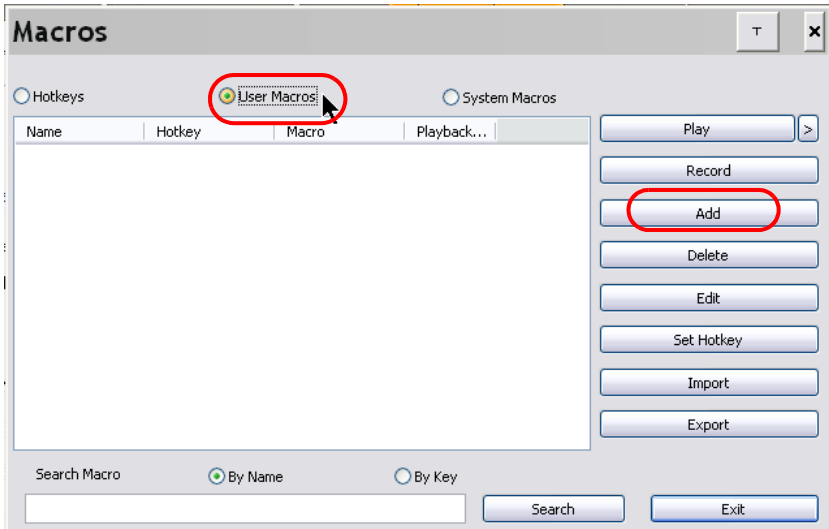 Macros
T
×
Hotkeys
User Macros
System Macros
Name Hotkey Macro Playback...
Play >
Record
Add
Delete
Edit
Set Hotkey
Import
Export
Search Macro By Name By Key
Search Exit